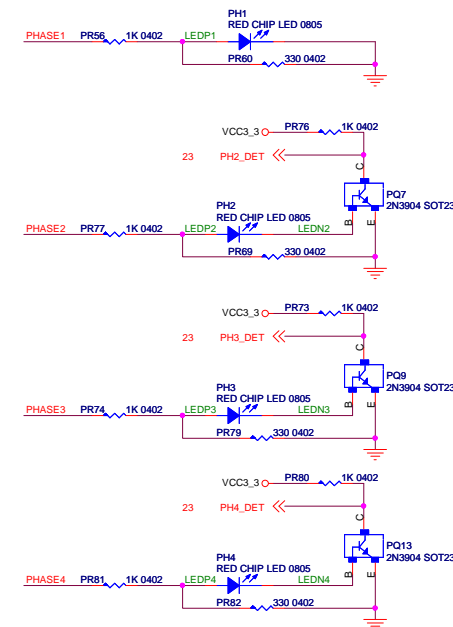 PH1
RED CHIP LED 0805
PHASE1 PR56 1K 0402 LEDP1
PR60 330 0402
VCC3_3 PR76 1K 0402
23 PH2_DET
C
PQ7
2N3904 SOT23
PH2
RED CHIP LED 0805
B E
PHASE2 PR77 1K 0402 LEDP2 LEDN2
PR69 330 0402
VCC3_3 PR73 1K 0402
23 PH3_DET
C
PQ9
2N3904 SOT23
PH3
RED CHIP LED 0805
B E
PHASE3 PR74 1K 0402 LEDP3 LEDN3
PR79 330 0402
VCC3_3 PR80 1K 0402
23 PH4_DET
C
PQ13
2N3904 SOT23
PH4
RED CHIP LED 0805
B E
PHASE4 PR81 1K 0402 LEDP4 LEDN4
PR82 330 0402